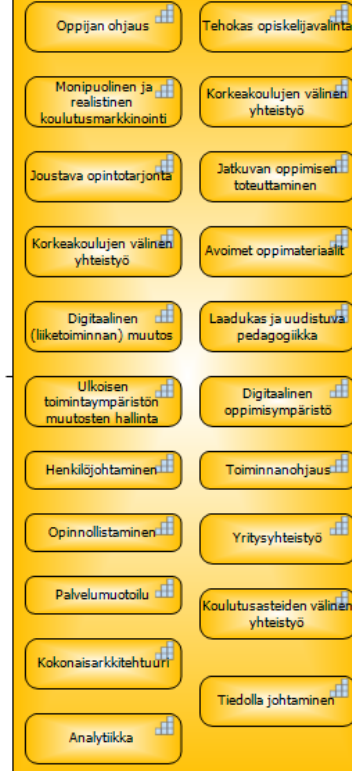 Oppijan ohjaus
Tehokas opiskelijavalinta
Monipuolinen ja
realistinen
koulutusmarkkinointi
Korkeakoulujen välinen
yhteistyö
Joustava opintotarjonta
Jatkuvan oppimisen
toteuttaminen
Korkeakoulujen välinen
yhteistyö
Avoimet oppimateriaalit
Digitaalinen
(liiketoiminnan) muutos
Laadukas ja uudistuva
pedagogiikka
Ulkoisen
toimintaympäristön
muutosten hallinta
Digitaalinen
oppimisympäristö
Henkilöjohtaminen
Toiminnanohjaus
Opinnollistaminen
Yritysyhteistyö
Palvelumuotoilu
Koulutusasteiden välinen
yhteistyö
Kokonaisarkkitehtuuri
Tiedolla johtaminen
Analytiikka